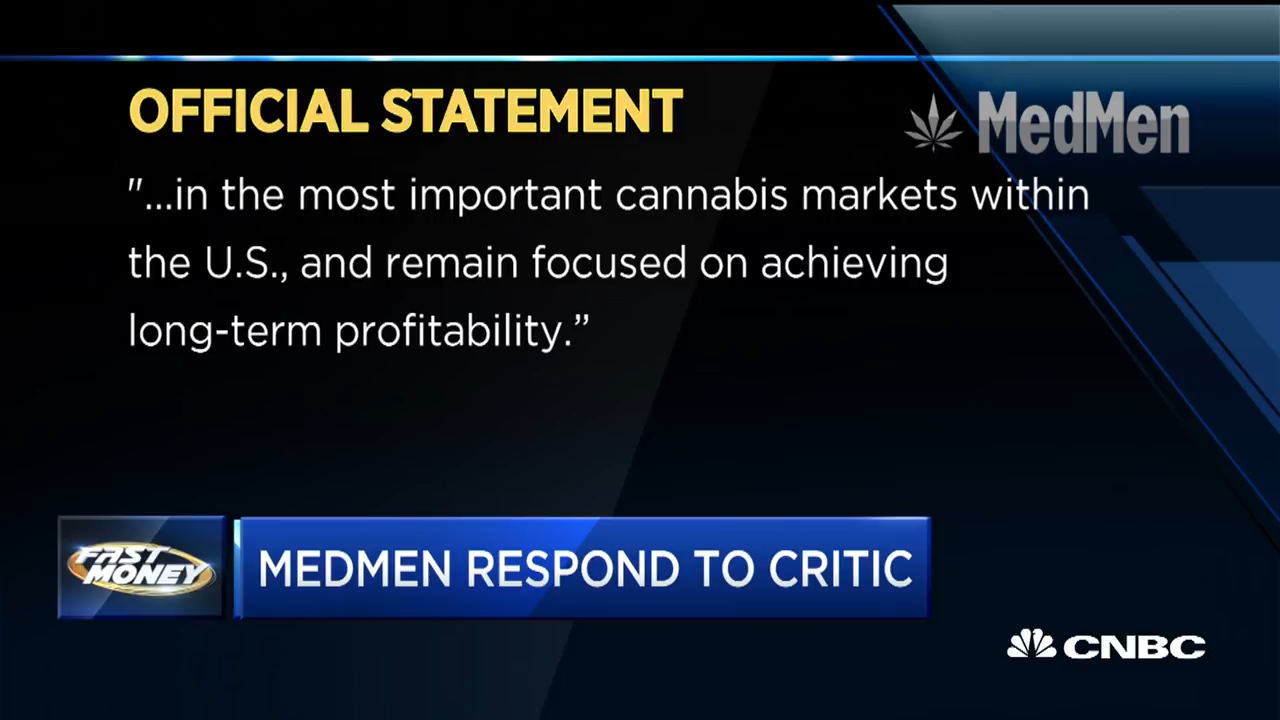 OFFICIAL STATEMENT
MedMen
"...in the most important cannabis markets within
the U.S., and remain focused on achieving
long-term profitability.”
FAST
MONEY
MEDMEN RESPOND TO CRITIC
CNBC